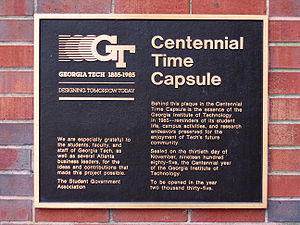 GT
GEORGIA TECH 1885-1985
DESIGNING TOMORROW TODAY
We are especially grateful to
the students, faculty, and
staff of Georgia Tech, as
well as several Atlanta
business leaders, for the
ideas and contributions that
made this project possible.
The Student Government
Association
Centennial
Time
Capsule
Behind this plaque in the Centennial
Time Capsule is the essence of the
Georgia Institute of Technology
in 1985--reminders of its student
life, campus activities, and research
endeavors preserved for the
enjoyment of Tech's future
community.
Sealed on the thirtieth day of
November, nineteen hundred
eighty-five, the Centennial year
of the Georgia Institute of
Technology.
To be opened in the year
two thousand thirty-five.